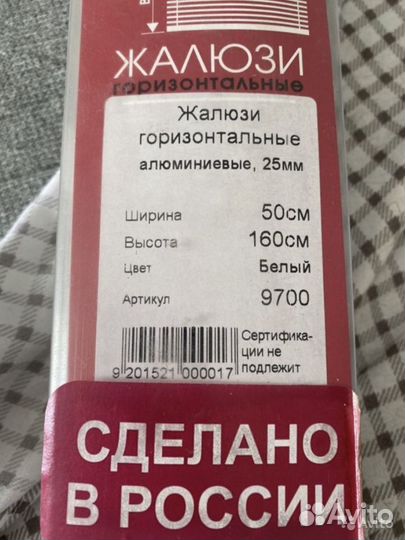 В
ЖАЛЮЗИ
горизонтальные
Жалюзи
горизонтальные
алюминиевые, 25мм
Ширина 50см
Высота 160см
Цвет Белый
Артикул 9700
Сертифика-
ции не
подлежит
9 201521 000017
СДЕЛАНО
В РОССИИ
Avito